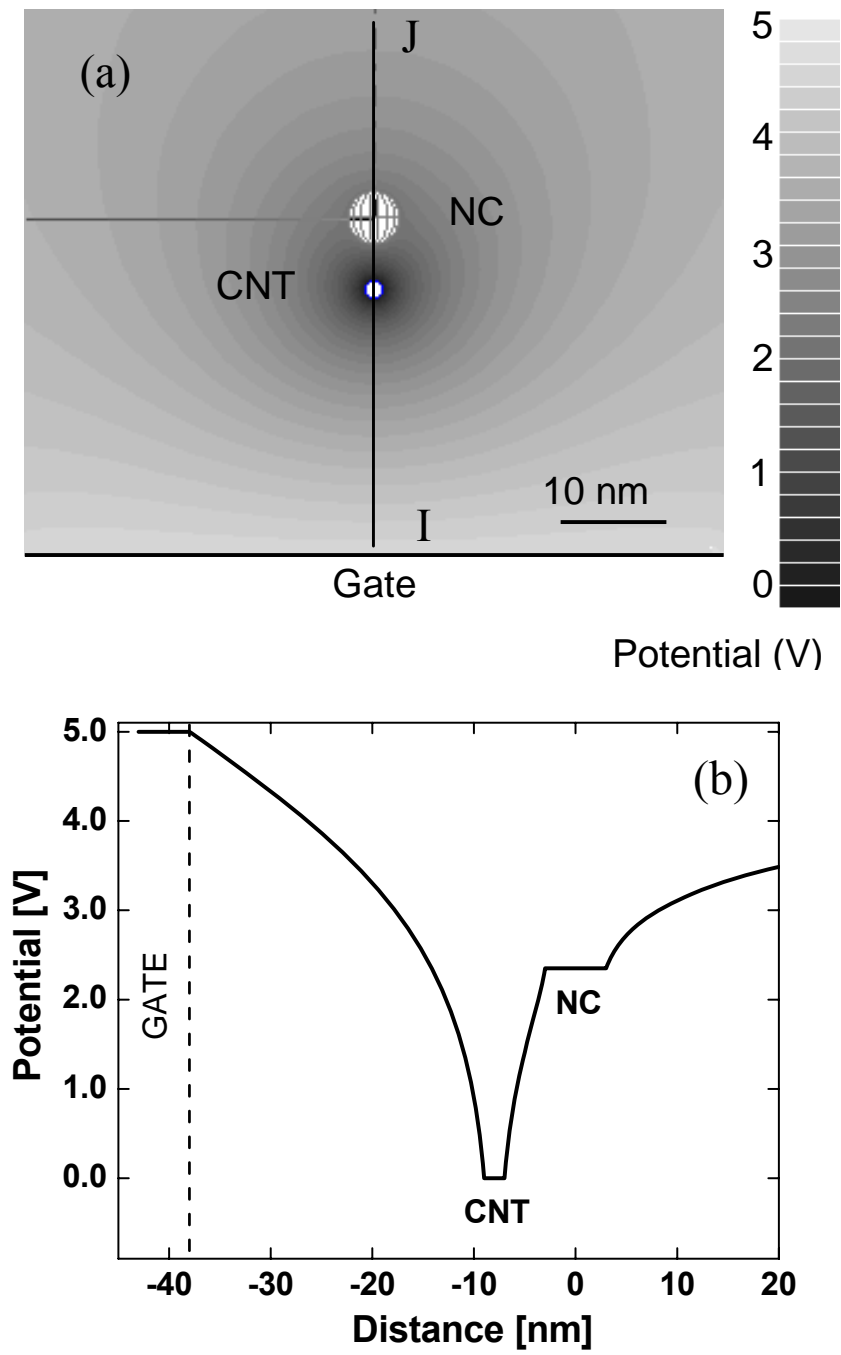 (a)
J
NC
CNT
I
10 nm
Gate
5
4
3
2
1
0
Potential (V)
(b)
5.0
4.0
3.0
2.0
1.0
0.0
Potential [V]
GATE
NC
CNT
-40 -30 -20 -10 0 10 20
Distance [nm]